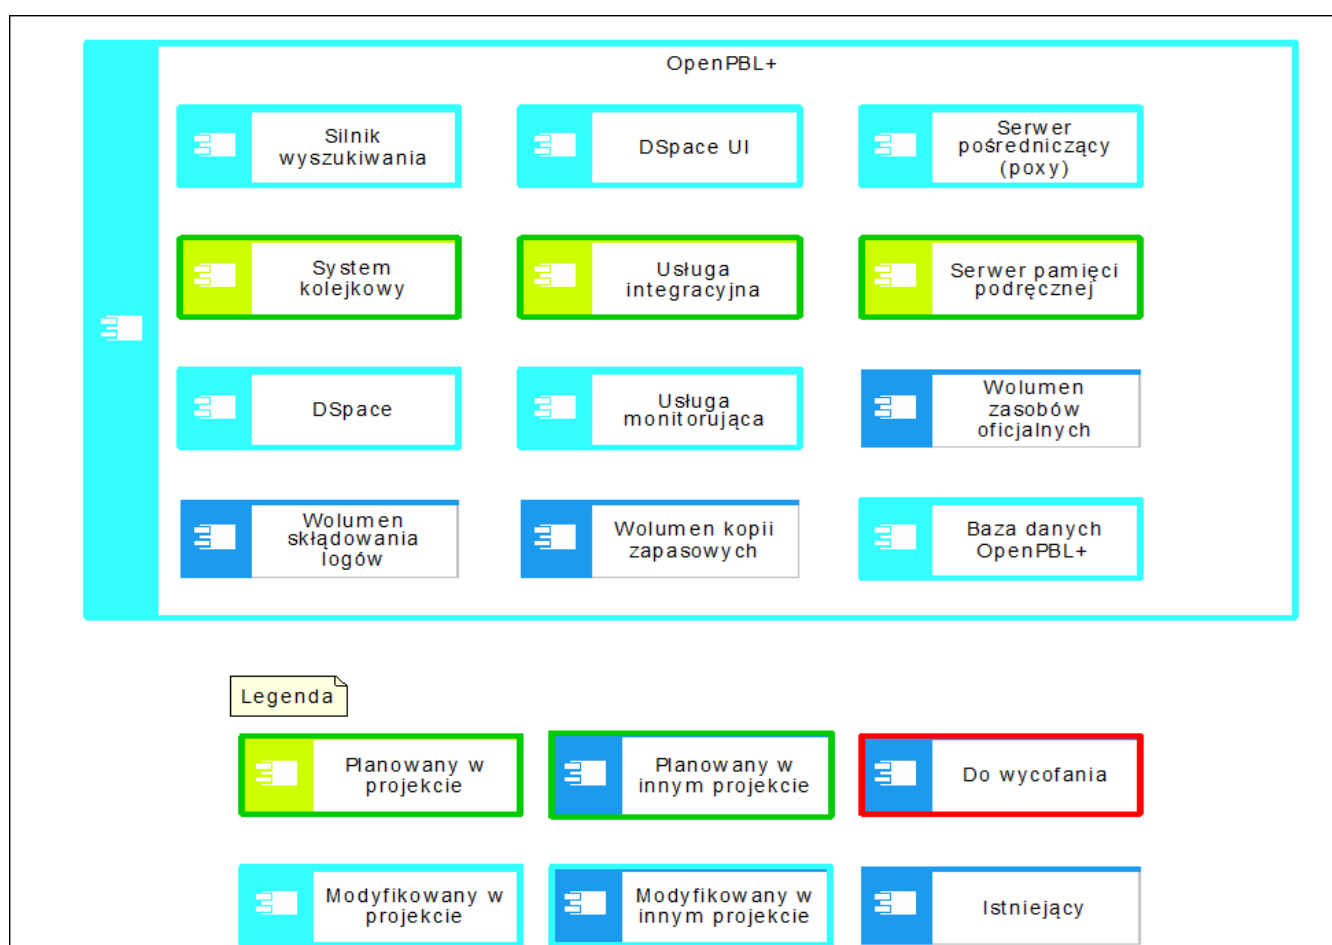 OpenPBL+
Silnik
wyszukiwania
DSpace UI
Serwer
pośredniczący
(poxy)
System
kolejkowy
Usługa
integracyjna
Serwer pamięci
podręcznej
DSpace
Usługa
monitorująca
Wolumen
zasobów
oficjalnych
Wolumen
skłądowania
logów
Wolumen kopii
zapasowych
Baza danych
OpenPBL+
Legenda
Planowany w
projekcie
Planowany w
innym projekcie
Do wycofania
Modyfikowany w
projekcie
Modyfikowany w
innym projekcie
Istniejący